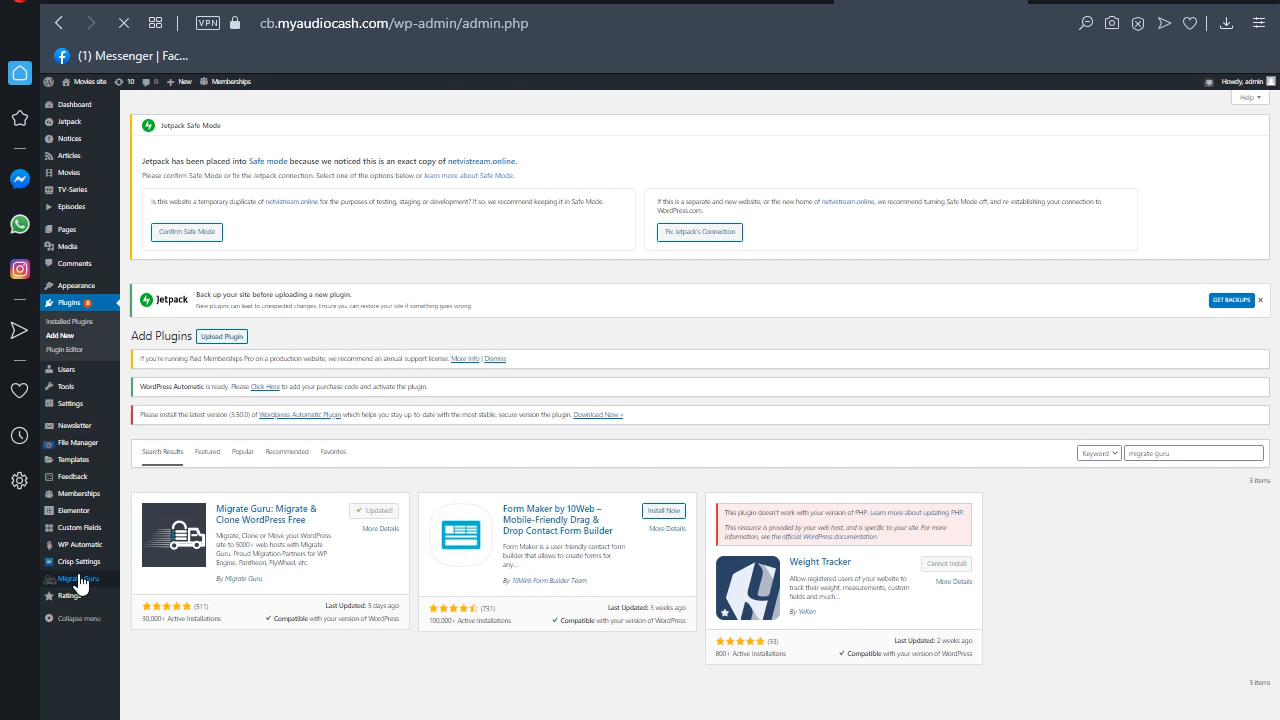 VPN cb.myaudiocash.com/wp-admin/admin.php
(1) Messenger | Fac...
Movies site 10 0 New Memberships Howdy, admin
Help
Dashboard
Jetpack
Notices
Articles
Movies
TV-Series
Episodes
Pages
Media
Comments
Appearance
Plugins 8
Installed Plugins
Add New
Plugin Editor
Users
Tools
Settings
Newsletter
File Manager
Templates
Feedback
Memberships
Elementor
Custom Fields
WP Automatic
Crisp Settings
Migrate Guru
Ratings
Collapse menu
Jetpack Safe Mode
Jetpack has been placed into Safe mode because we noticed this is an exact copy of netvistream.online.
Please confirm Safe Mode or fix the Jetpack connection. Select one of the options below or learn more about Safe Mode.
Is this website a temporary duplicate of netvistream.online for the purposes of testing, staging or development? If so, we recommend keeping it in Safe Mode.
Confirm Safe Mode
If this is a separate and new website, or the new home of netvistream.online, we recommend turning Safe Mode off, and re-establishing your connection to
WordPress.com.
Fix Jetpack's Connection
Jetpack
Back up your site before uploading a new plugin.
New plugins can lead to unexpected changes. Ensure you can restore your site if something goes wrong.
GET BACKUPS
Add Plugins Upload Plugin
If you're running Paid Memberships Pro on a production website, we recommend an annual support license. More Info | Dismiss
WordPress Automatic is ready. Please Click Here to add your purchase code and activate the plugin.
Please install the latest version (3.50.0) of Wordpress Automatic Plugin which helps you stay up-to-date with the most stable, secure version the plugin. Download Now »
Search Results Featured Popular Recommended Favorites Keyword migrate guru
3 items
Migrate Guru: Migrate &
Clone WordPress Free
Updated!
More Details
Migrate, Clone or Move your WordPress
site to 5000+ web hosts with Migrate
Guru. Proud Migration Partners for WP
Engine, Pantheon, FlyWheel, etc.
By Migrate Guru
(511) Last Updated: 5 days ago
30,000+ Active Installations Compatible with your version of WordPress
Form Maker by 10Web –
Mobile-Friendly Drag &
Drop Contact Form Builder
Install Now
More Details
Form Maker is a user-friendly contact form
builder that allows to create forms for
any...
By 10Web Form Builder Team
(731) Last Updated: 3 weeks ago
100,000+ Active Installations Compatible with your version of WordPress
This plugin doesn't work with your version of PHP. Learn more about updating PHP.
This resource is provided by your web host, and is specific to your site. For more
information, see the official WordPress documentation.
Weight Tracker
Cannot Install
More Details
Allow registered users of your website to
track their weight, measurements, custom
fields and much...
By YeKen
(33) Last Updated: 2 weeks ago
800+ Active Installations Compatible with your version of WordPress
3 items